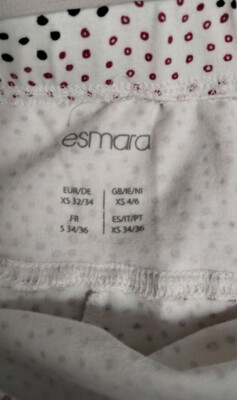 esmara
EUR/DE GB/IE/NI
XS 32/34 XS 4/6
FR ES/IT/PT
S 34/36 XS 34/36